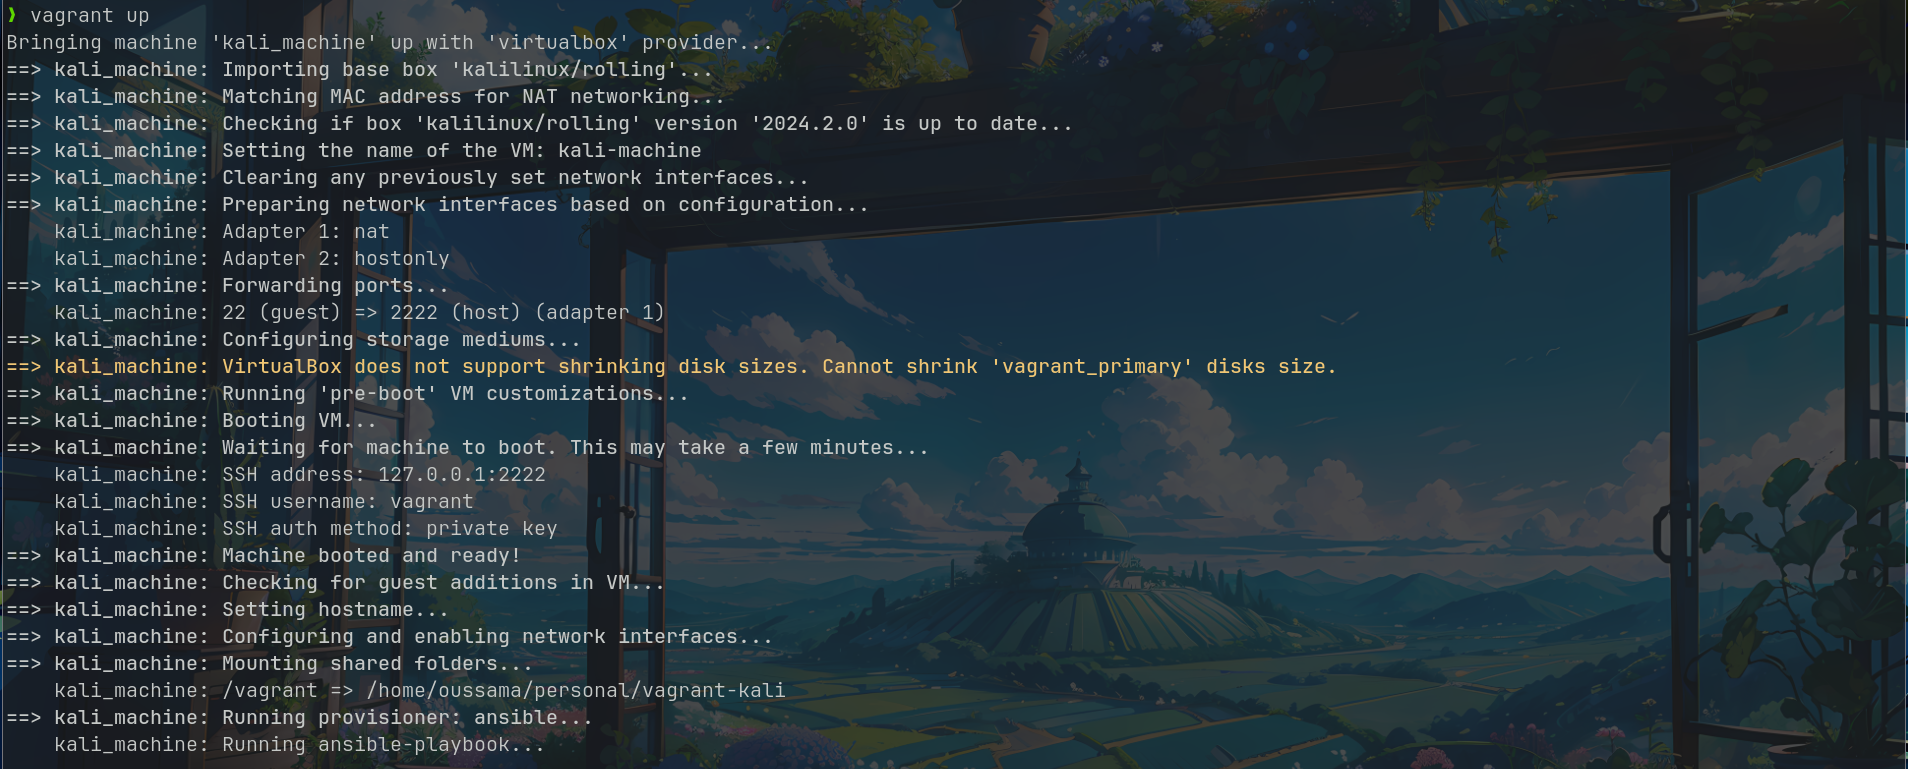 ❯ vagrant up
Bringing machine 'kali_machine' up with 'virtualbox' provider...
==> kali_machine: Importing base box 'kalilinux/rolling'...
==> kali_machine: Matching MAC address for NAT networking...
==> kali_machine: Checking if box 'kalilinux/rolling' version '2024.2.0' is up to date...
==> kali_machine: Setting the name of the VM: kali-machine
==> kali_machine: Clearing any previously set network interfaces...
==> kali_machine: Preparing network interfaces based on configuration...
    kali_machine: Adapter 1: nat
    kali_machine: Adapter 2: hostonly
==> kali_machine: Forwarding ports...
    kali_machine: 22 (guest) => 2222 (host) (adapter 1)
==> kali_machine: Configuring storage mediums...
==> kali_machine: VirtualBox does not support shrinking disk sizes. Cannot shrink 'vagrant_primary' disks size.
==> kali_machine: Running 'pre-boot' VM customizations...
==> kali_machine: Booting VM...
==> kali_machine: Waiting for machine to boot. This may take a few minutes...
    kali_machine: SSH address: 127.0.0.1:2222
    kali_machine: SSH username: vagrant
    kali_machine: SSH auth method: private key
==> kali_machine: Machine booted and ready!
==> kali_machine: Checking for guest additions in VM...
==> kali_machine: Setting hostname...
==> kali_machine: Configuring and enabling network interfaces...
==> kali_machine: Mounting shared folders...
    kali_machine: /vagrant => /home/oussama/personal/vagrant-kali
==> kali_machine: Running provisioner: ansible...
    kali_machine: Running ansible-playbook...